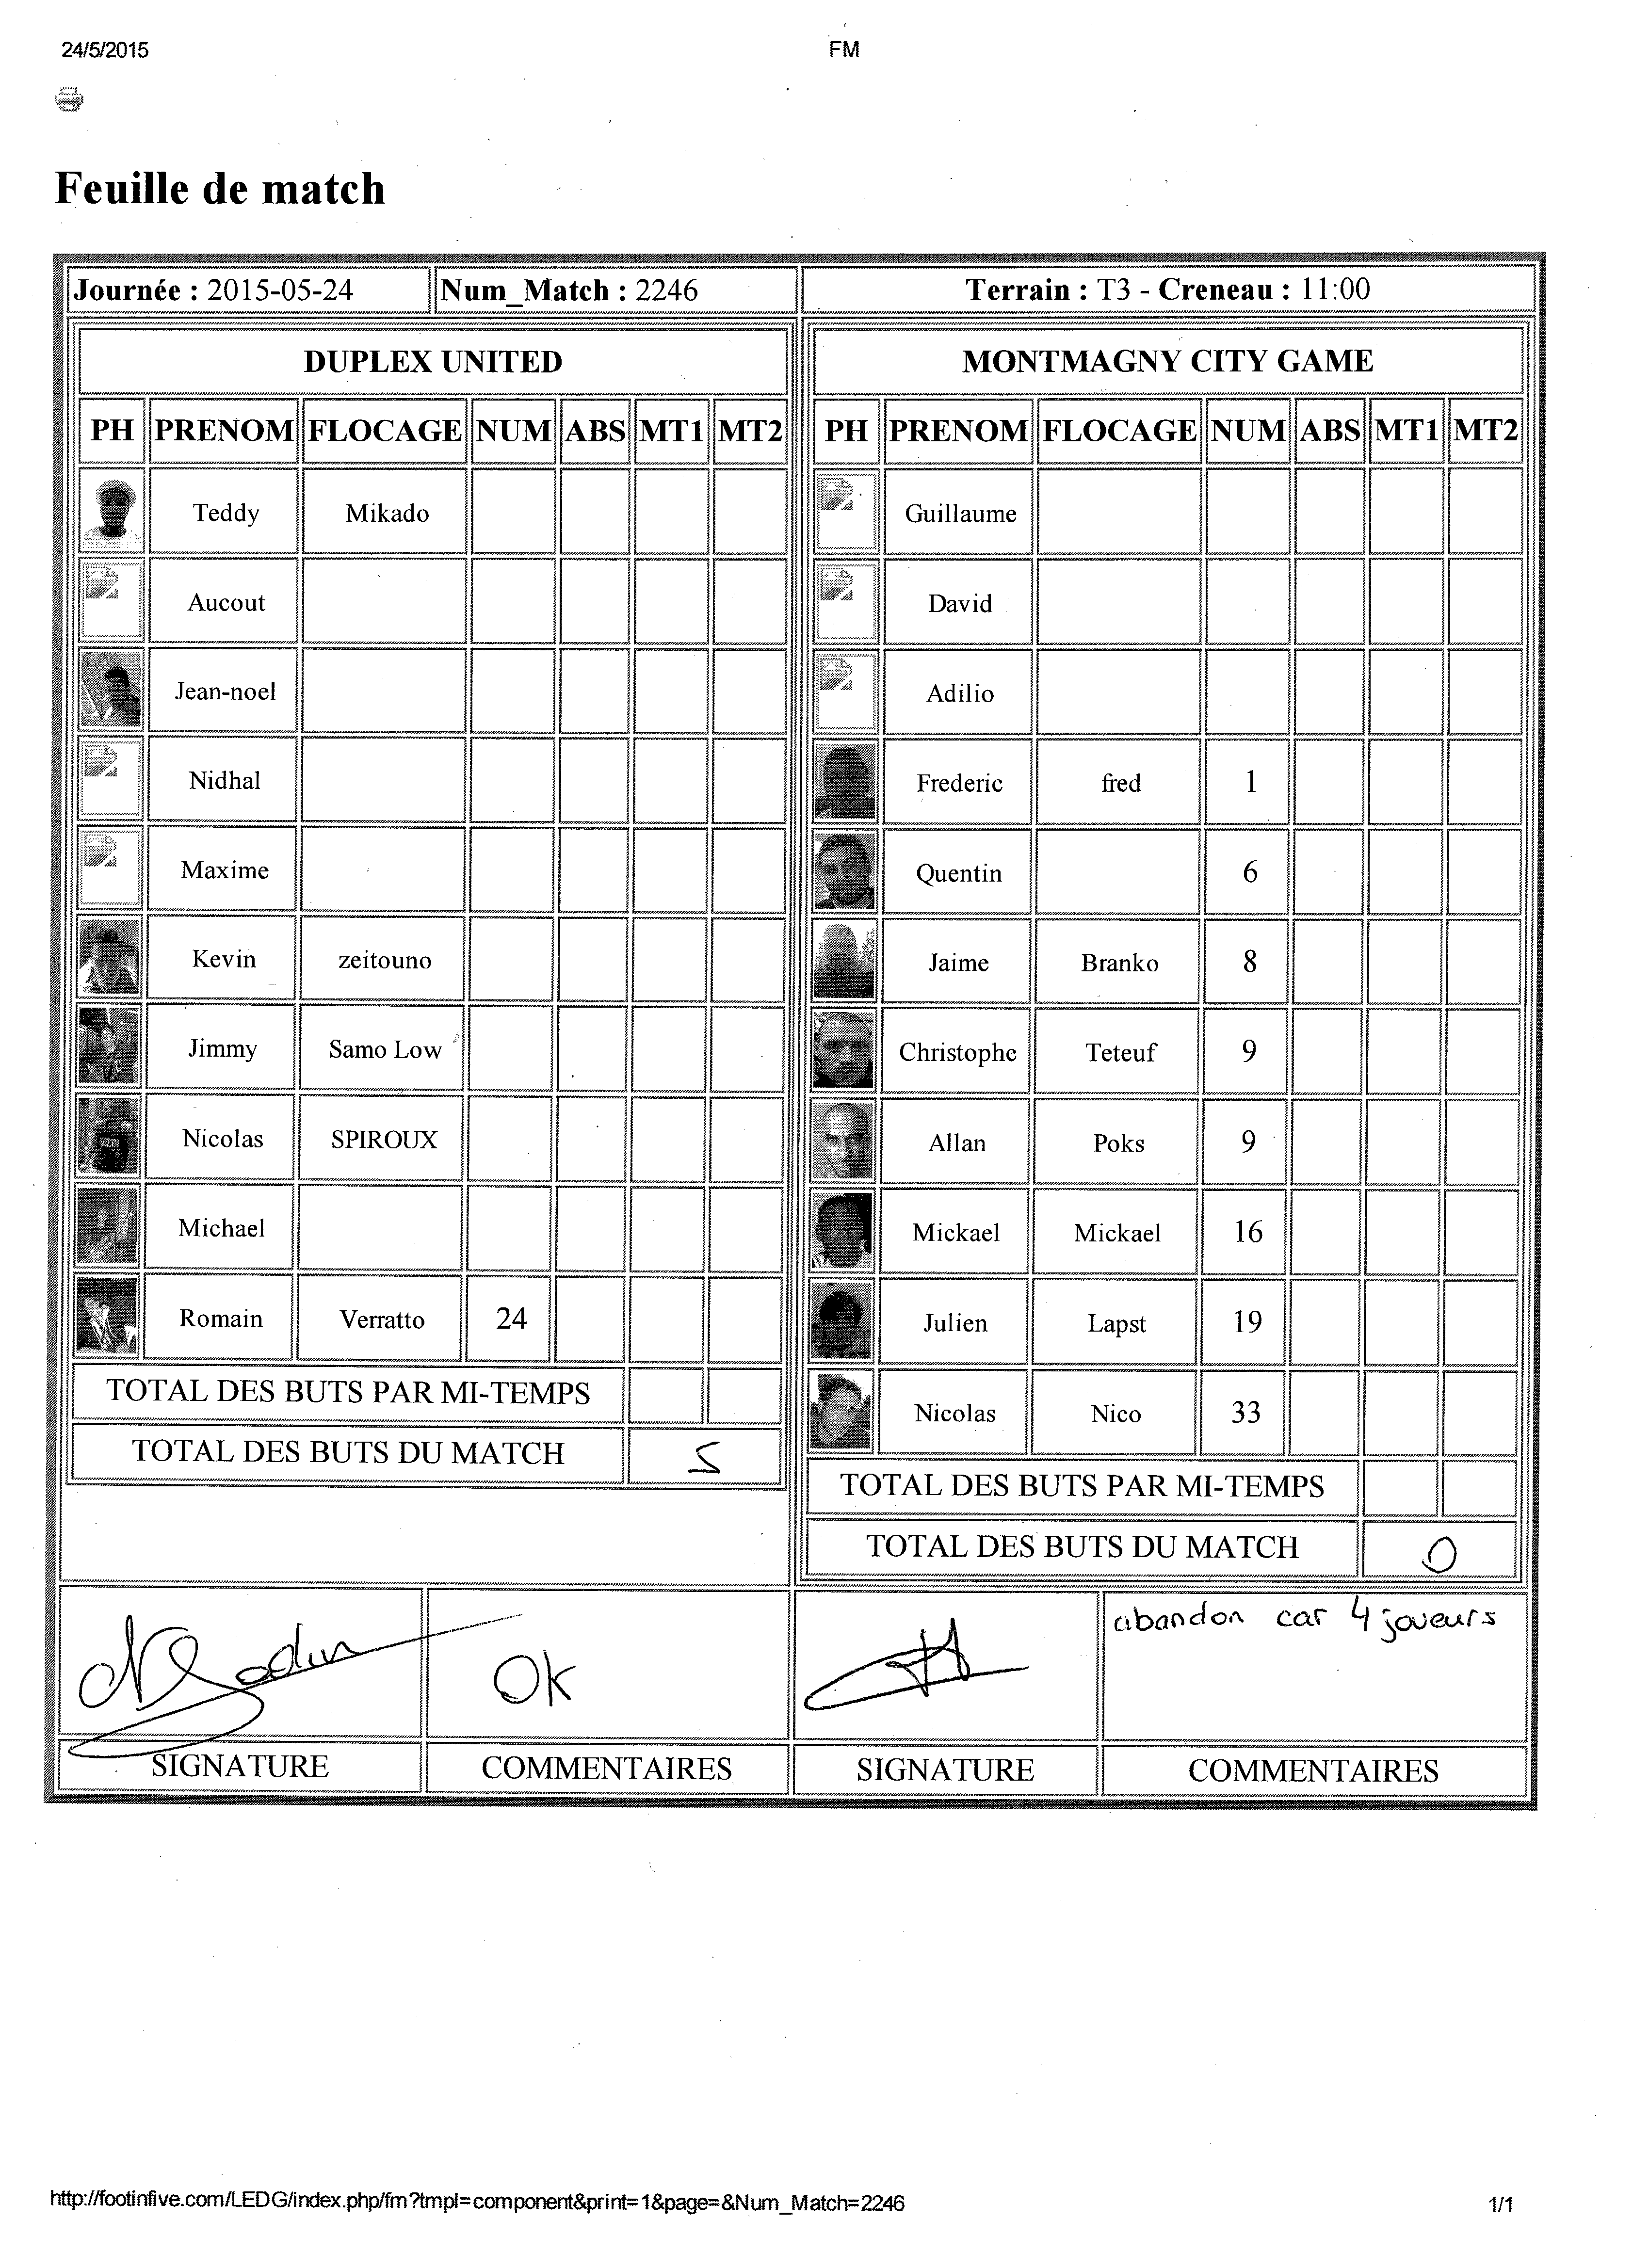 24/5/2015 FM
Feuille de match
Journée : 2015-05-24 Num_Match : 2246 Terrain : T3 - Creneau : 11:00
DUPLEX UNITED
PH PRENOM FLOCAGE NUM ABS MT1 MT2
Teddy Mikado
Aucout
Jean-noel
Nidhal
Maxime
Kevin zeitouno
Jimmy Samo Low
Nicolas SPIROUX
Michael
Romain Verratto 24
TOTAL DES BUTS PAR MI-TEMPS
TOTAL DES BUTS DU MATCH 5
MONTMAGNY CITY GAME
PH PRENOM FLOCAGE NUM ABS MT1 MT2
Guillaume
David
Adilio
Frederic fred 1
Quentin 6
Jaime Branko 8
Christophe Teteuf 9
Allan Poks 9
Mickael Mickael 16
Julien Lapst 19
Nicolas Nico 33
TOTAL DES BUTS PAR MI-TEMPS
TOTAL DES BUTS DU MATCH 0
OK
abandon car 4 joueurs
SIGNATURE COMMENTAIRES SIGNATURE COMMENTAIRES
http://footinfive.com/LEDG/index.php/fm?tmpl=component&print=1&page=&Num_Match=2246 1/1